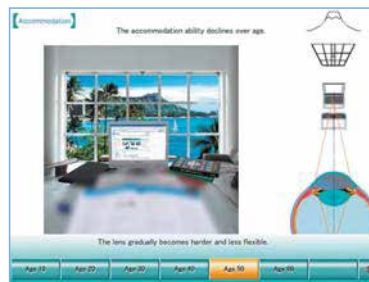 【Accommodation】
The accommodation ability declines over age.
The lens gradually becomes harder and less flexible.
Age 10 Age 20 Age 30 Age 40 Age 50 Age 60